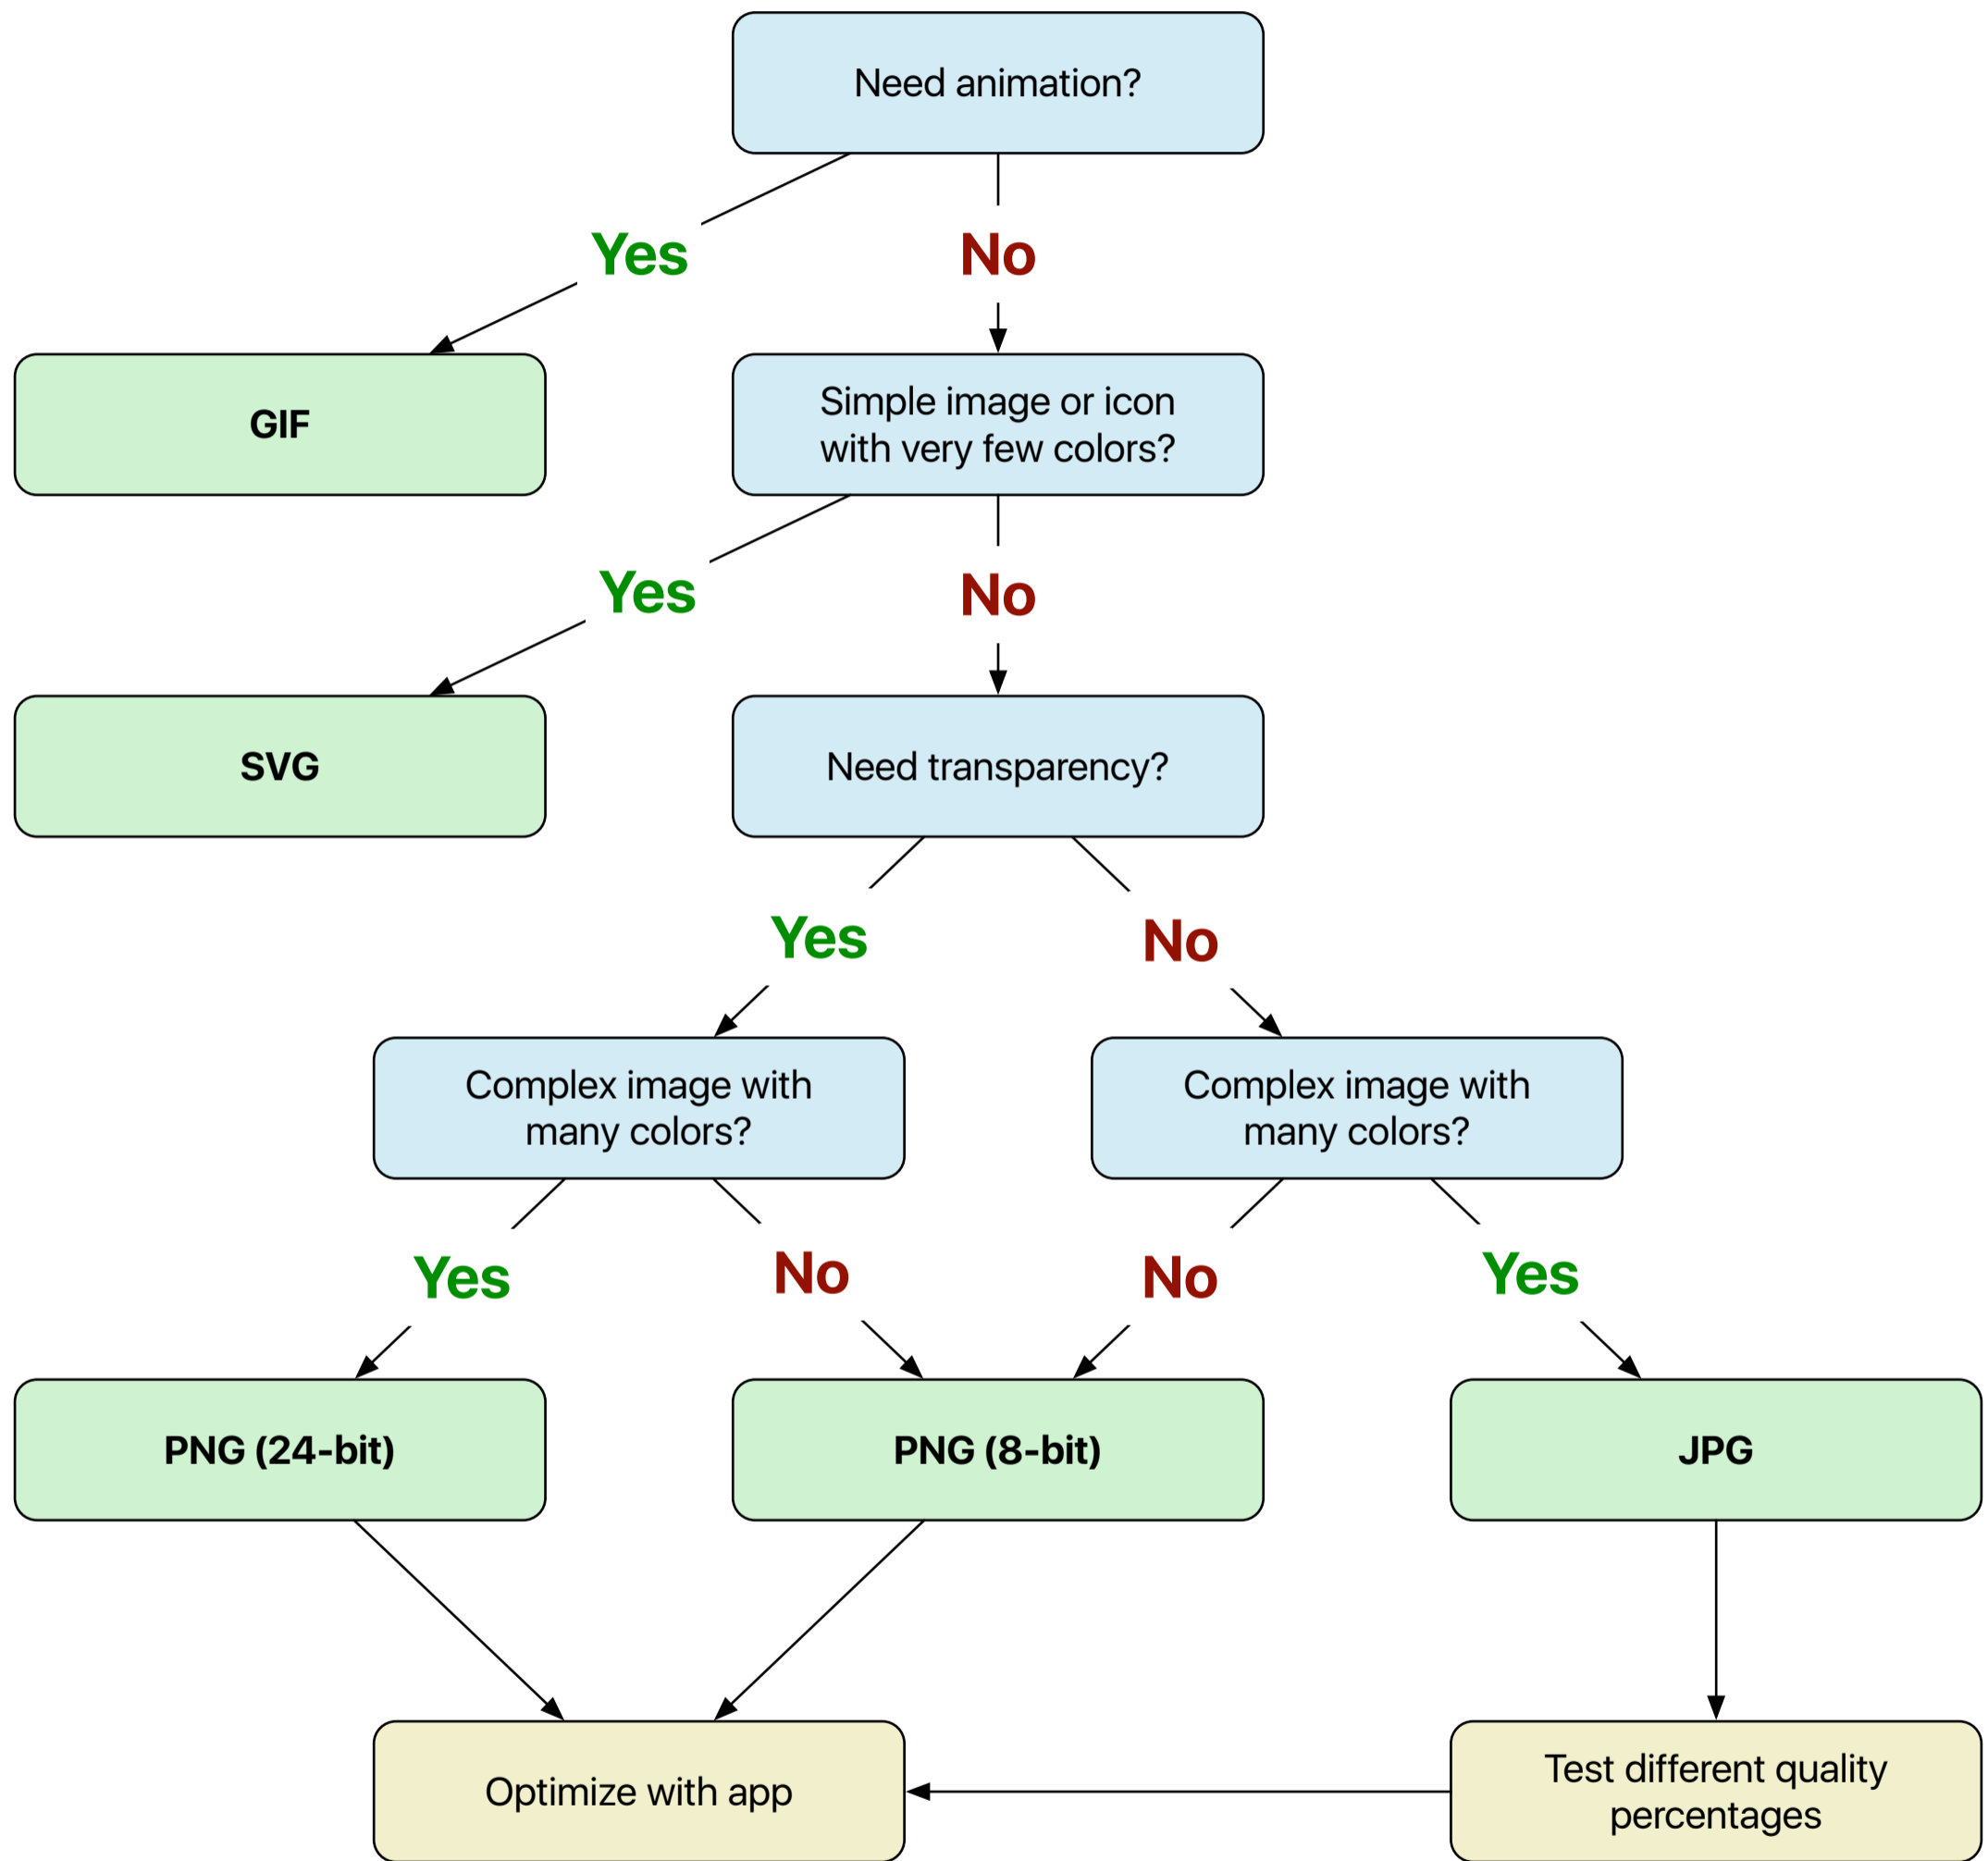 Need animation?
Yes
No
GIF
Simple image or icon
with very few colors?
Yes
No
SVG
Need transparency?
Yes
No
Complex image with
many colors?
Complex image with
many colors?
Yes
No
No
Yes
PNG (24-bit)
PNG (8-bit)
JPG
Optimize with app
Test different quality
percentages